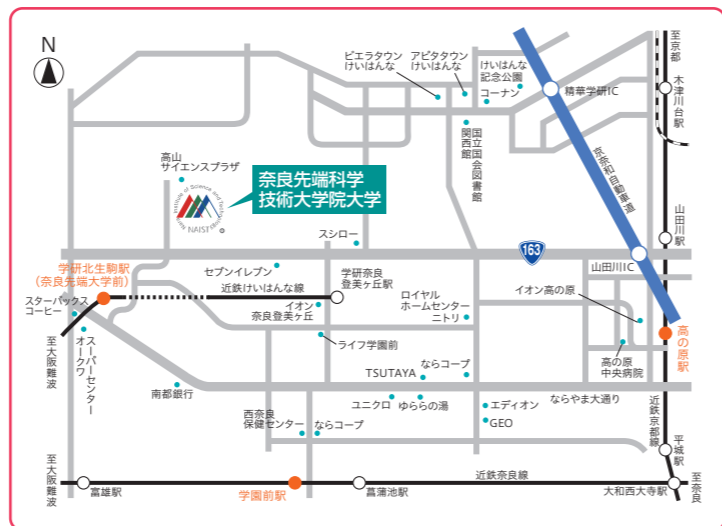 N
ピエラタウン
けいはんな
アピタタウン
けいはんな
けいはんな
記念公園
コーナン
精華学研IC
至京都
木津川台駅
国立国会図書館
関西館
京奈和自動車道
高山
サイエンスプラザ
奈良先端科学
技術大学院大学
NAIST
スシロー
163
山田川駅
山田川IC
学研北生駒駅
(奈良先端大学前)
セブンイレブン
近鉄けいはんな線
学研奈良
登美ヶ丘駅
スターバックス
コーヒー
イオン
奈良登美ヶ丘
ロイヤル
ホームセンター
ニトリ
イオン高の原
高の原駅
至大阪難波
スーパーセンター
オークワ
ライフ学園前
高の原
中央病院
南都銀行
TSUTAYA
ならコープ
ユニクロ
ゆららの湯
エディオン
GEO
ならやま大通り
近鉄京都線
西奈良
保健センター
ならコープ
平城駅
至大阪難波
富雄駅
学園前駅
菖蒲池駅
近鉄奈良線
大和西大寺駅
至奈良